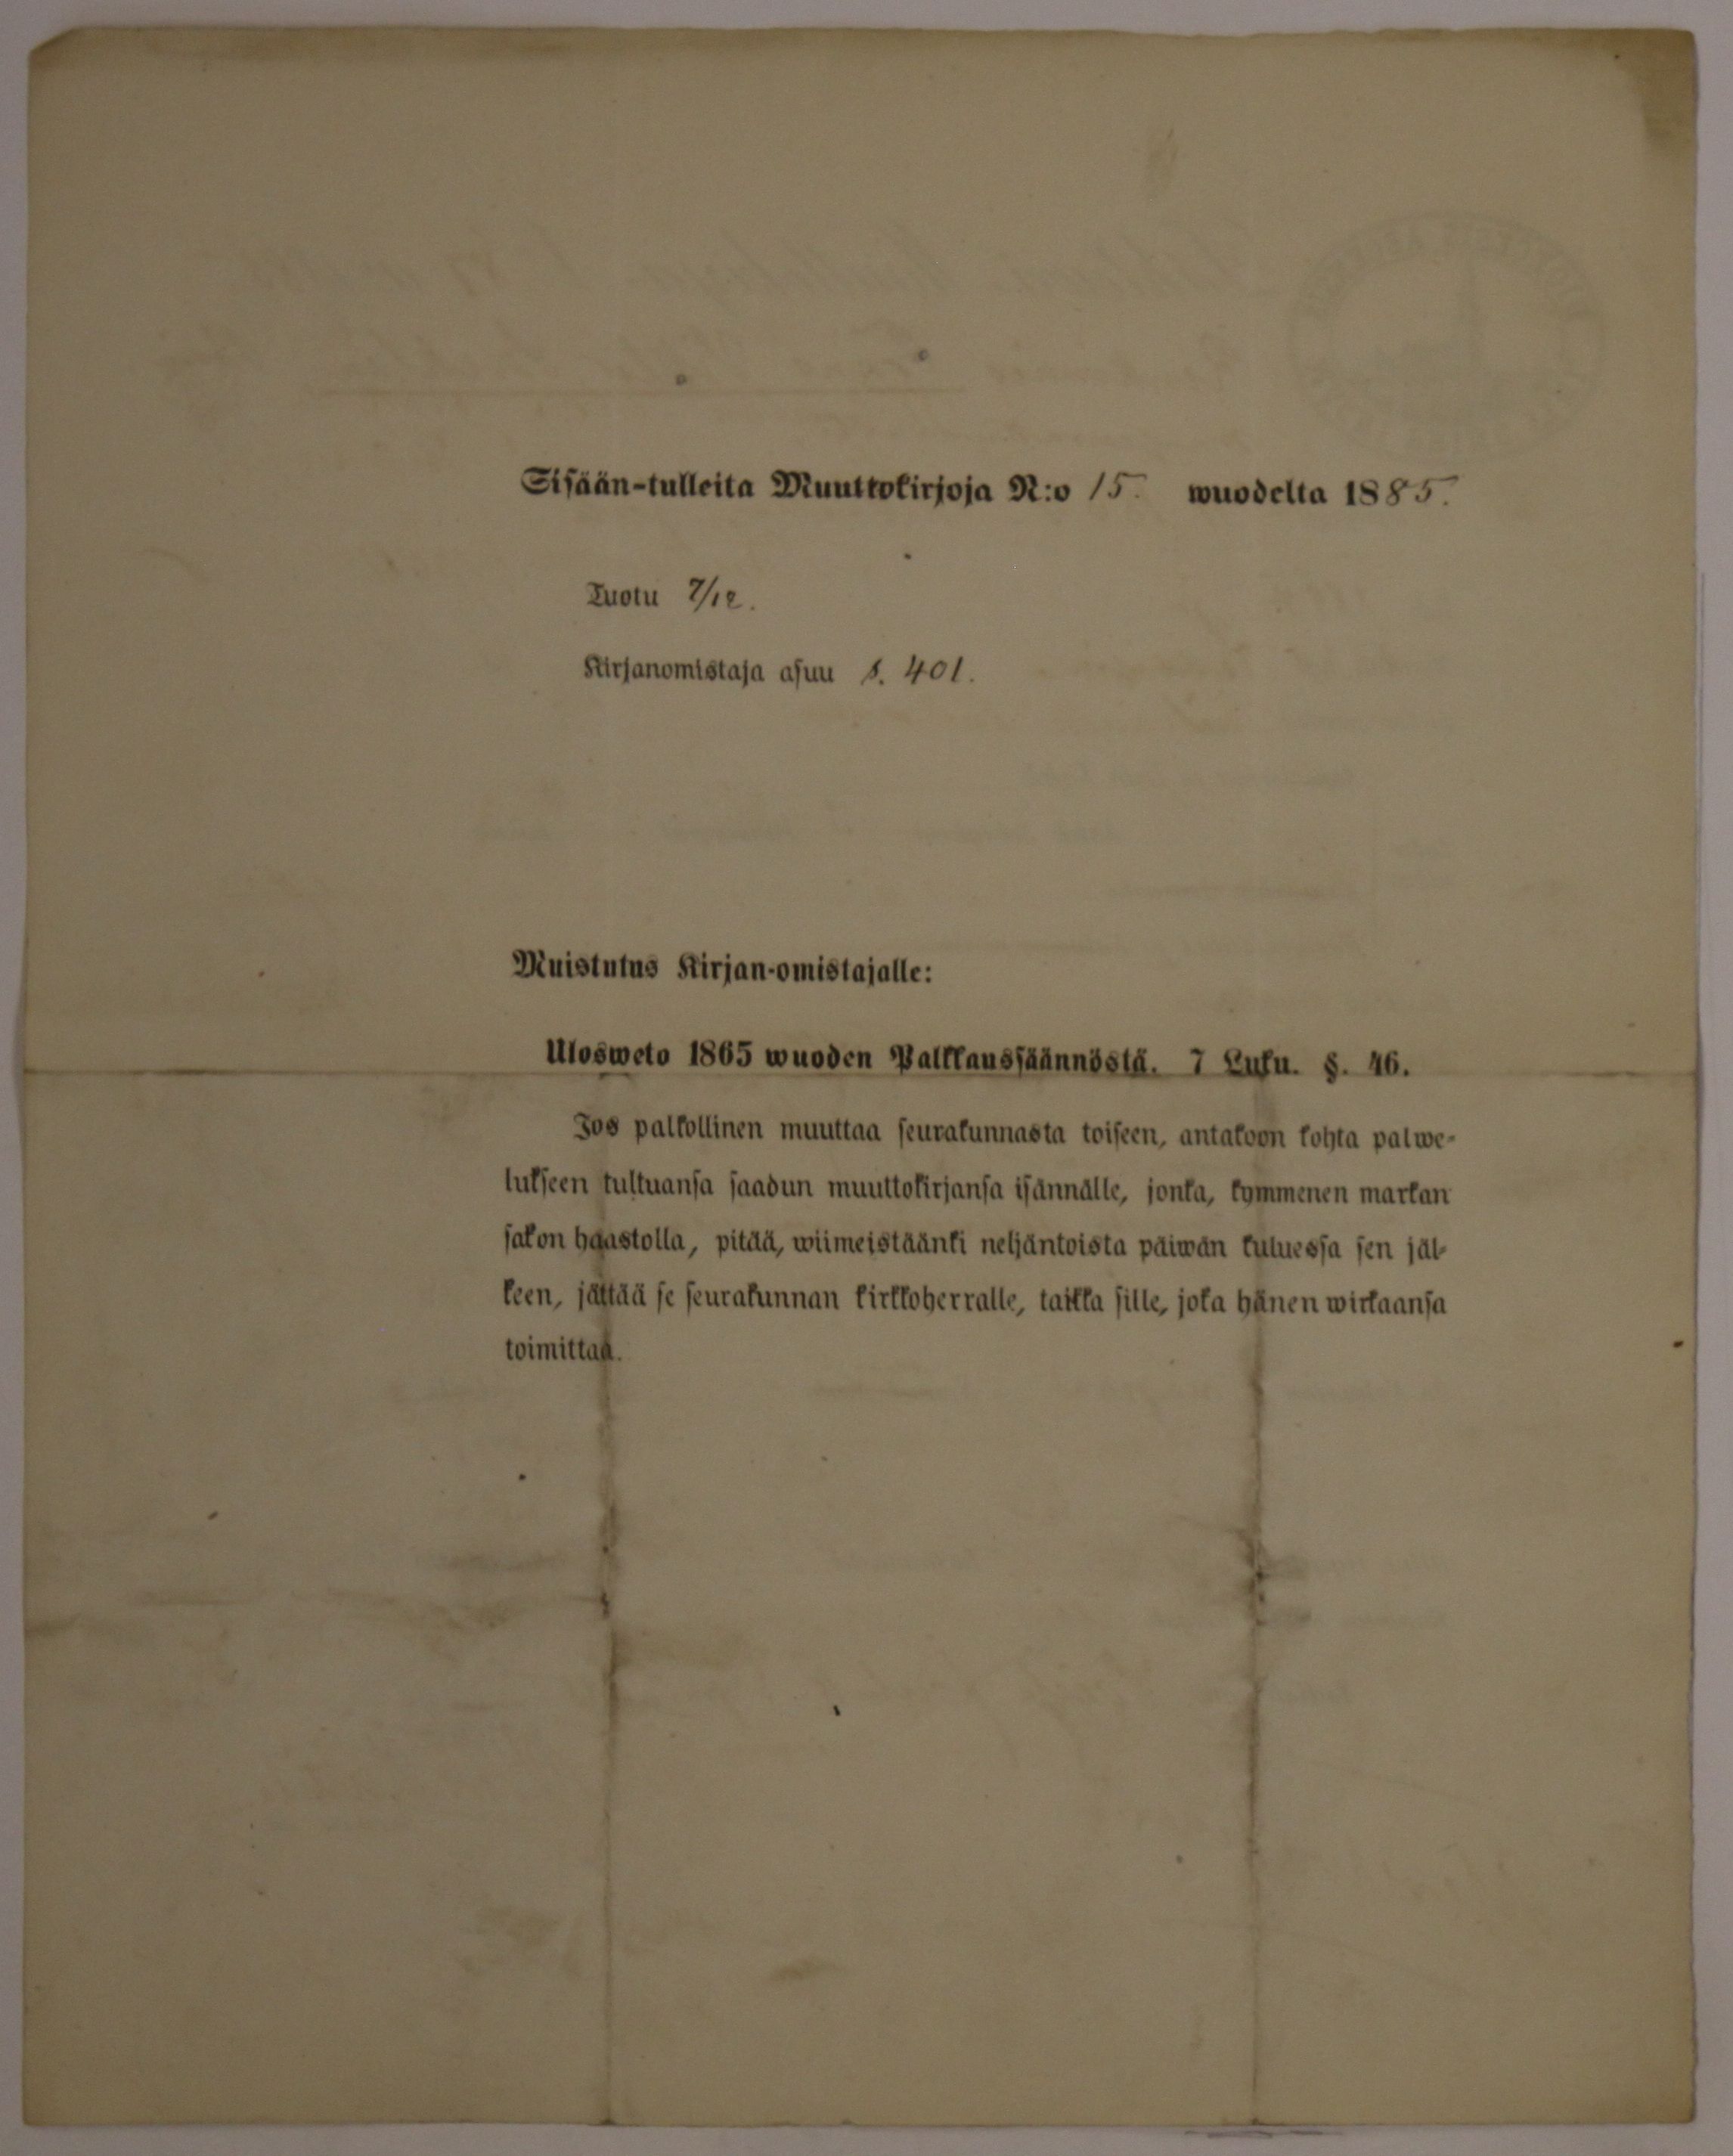 Sisään-tulleita Muuttokirjoja N:o 15. wuodelta 1885.
Tuotu 7/12.
Kirjanomistaja asuu s. 401.
Muistutus Kirjan-omistajalle:
Ulosweto 1865 wuoden Palkkaussäännöstä. 7 Luku. §. 46.
Jos palkollinen muuttaa seurakunnasta toiseen, antakoon kohta palwe-
lukseen tultuansa saadun muuttokirjansa isännälle, jonka, kymmenen markan
sakon haastolla, pitää, wiimeistäänki neljäntoista päiwän kuluessa sen jäl-
keen, jättää se seurakunnan kirkkoherralle, taikka sille, joka hänen wirkaansa
toimittaa.